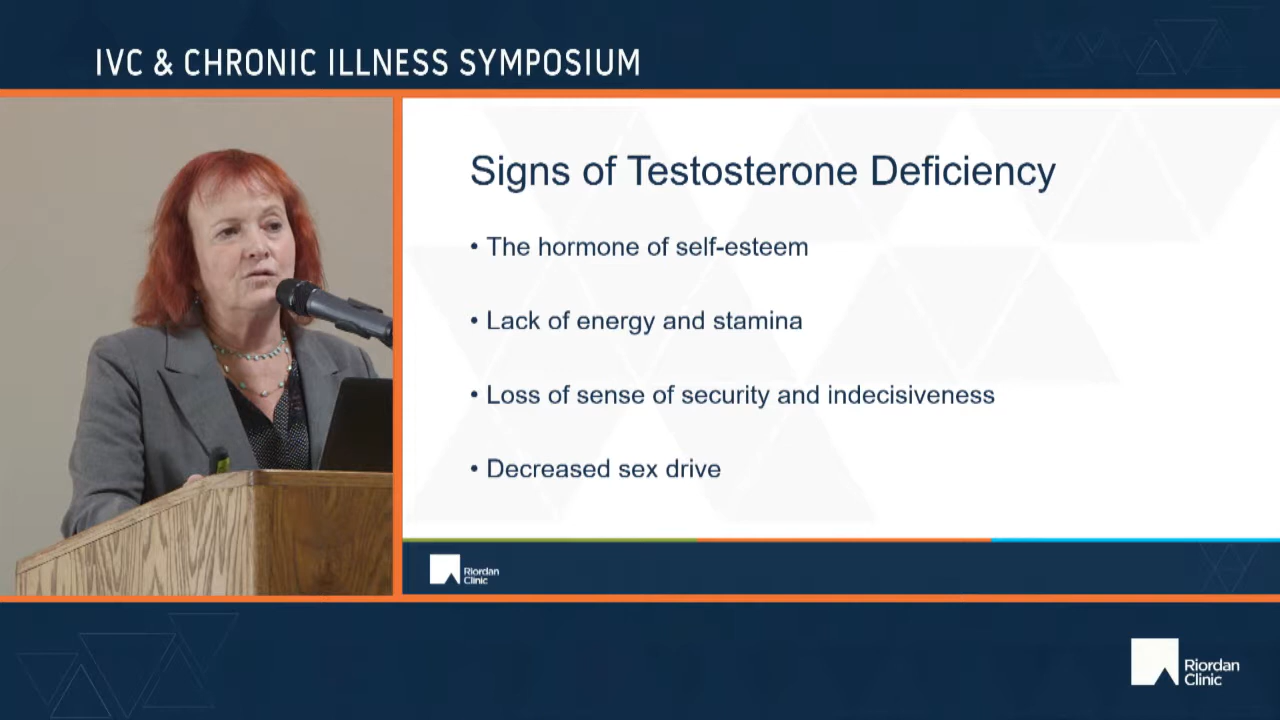 IVC & CHRONIC ILLNESS SYMPOSIUM
Signs of Testosterone Deficiency
• The hormone of self-esteem
• Lack of energy and stamina
• Loss of sense of security and indecisiveness
• Decreased sex drive
Riordan
Clinic
Riordan
Clinic